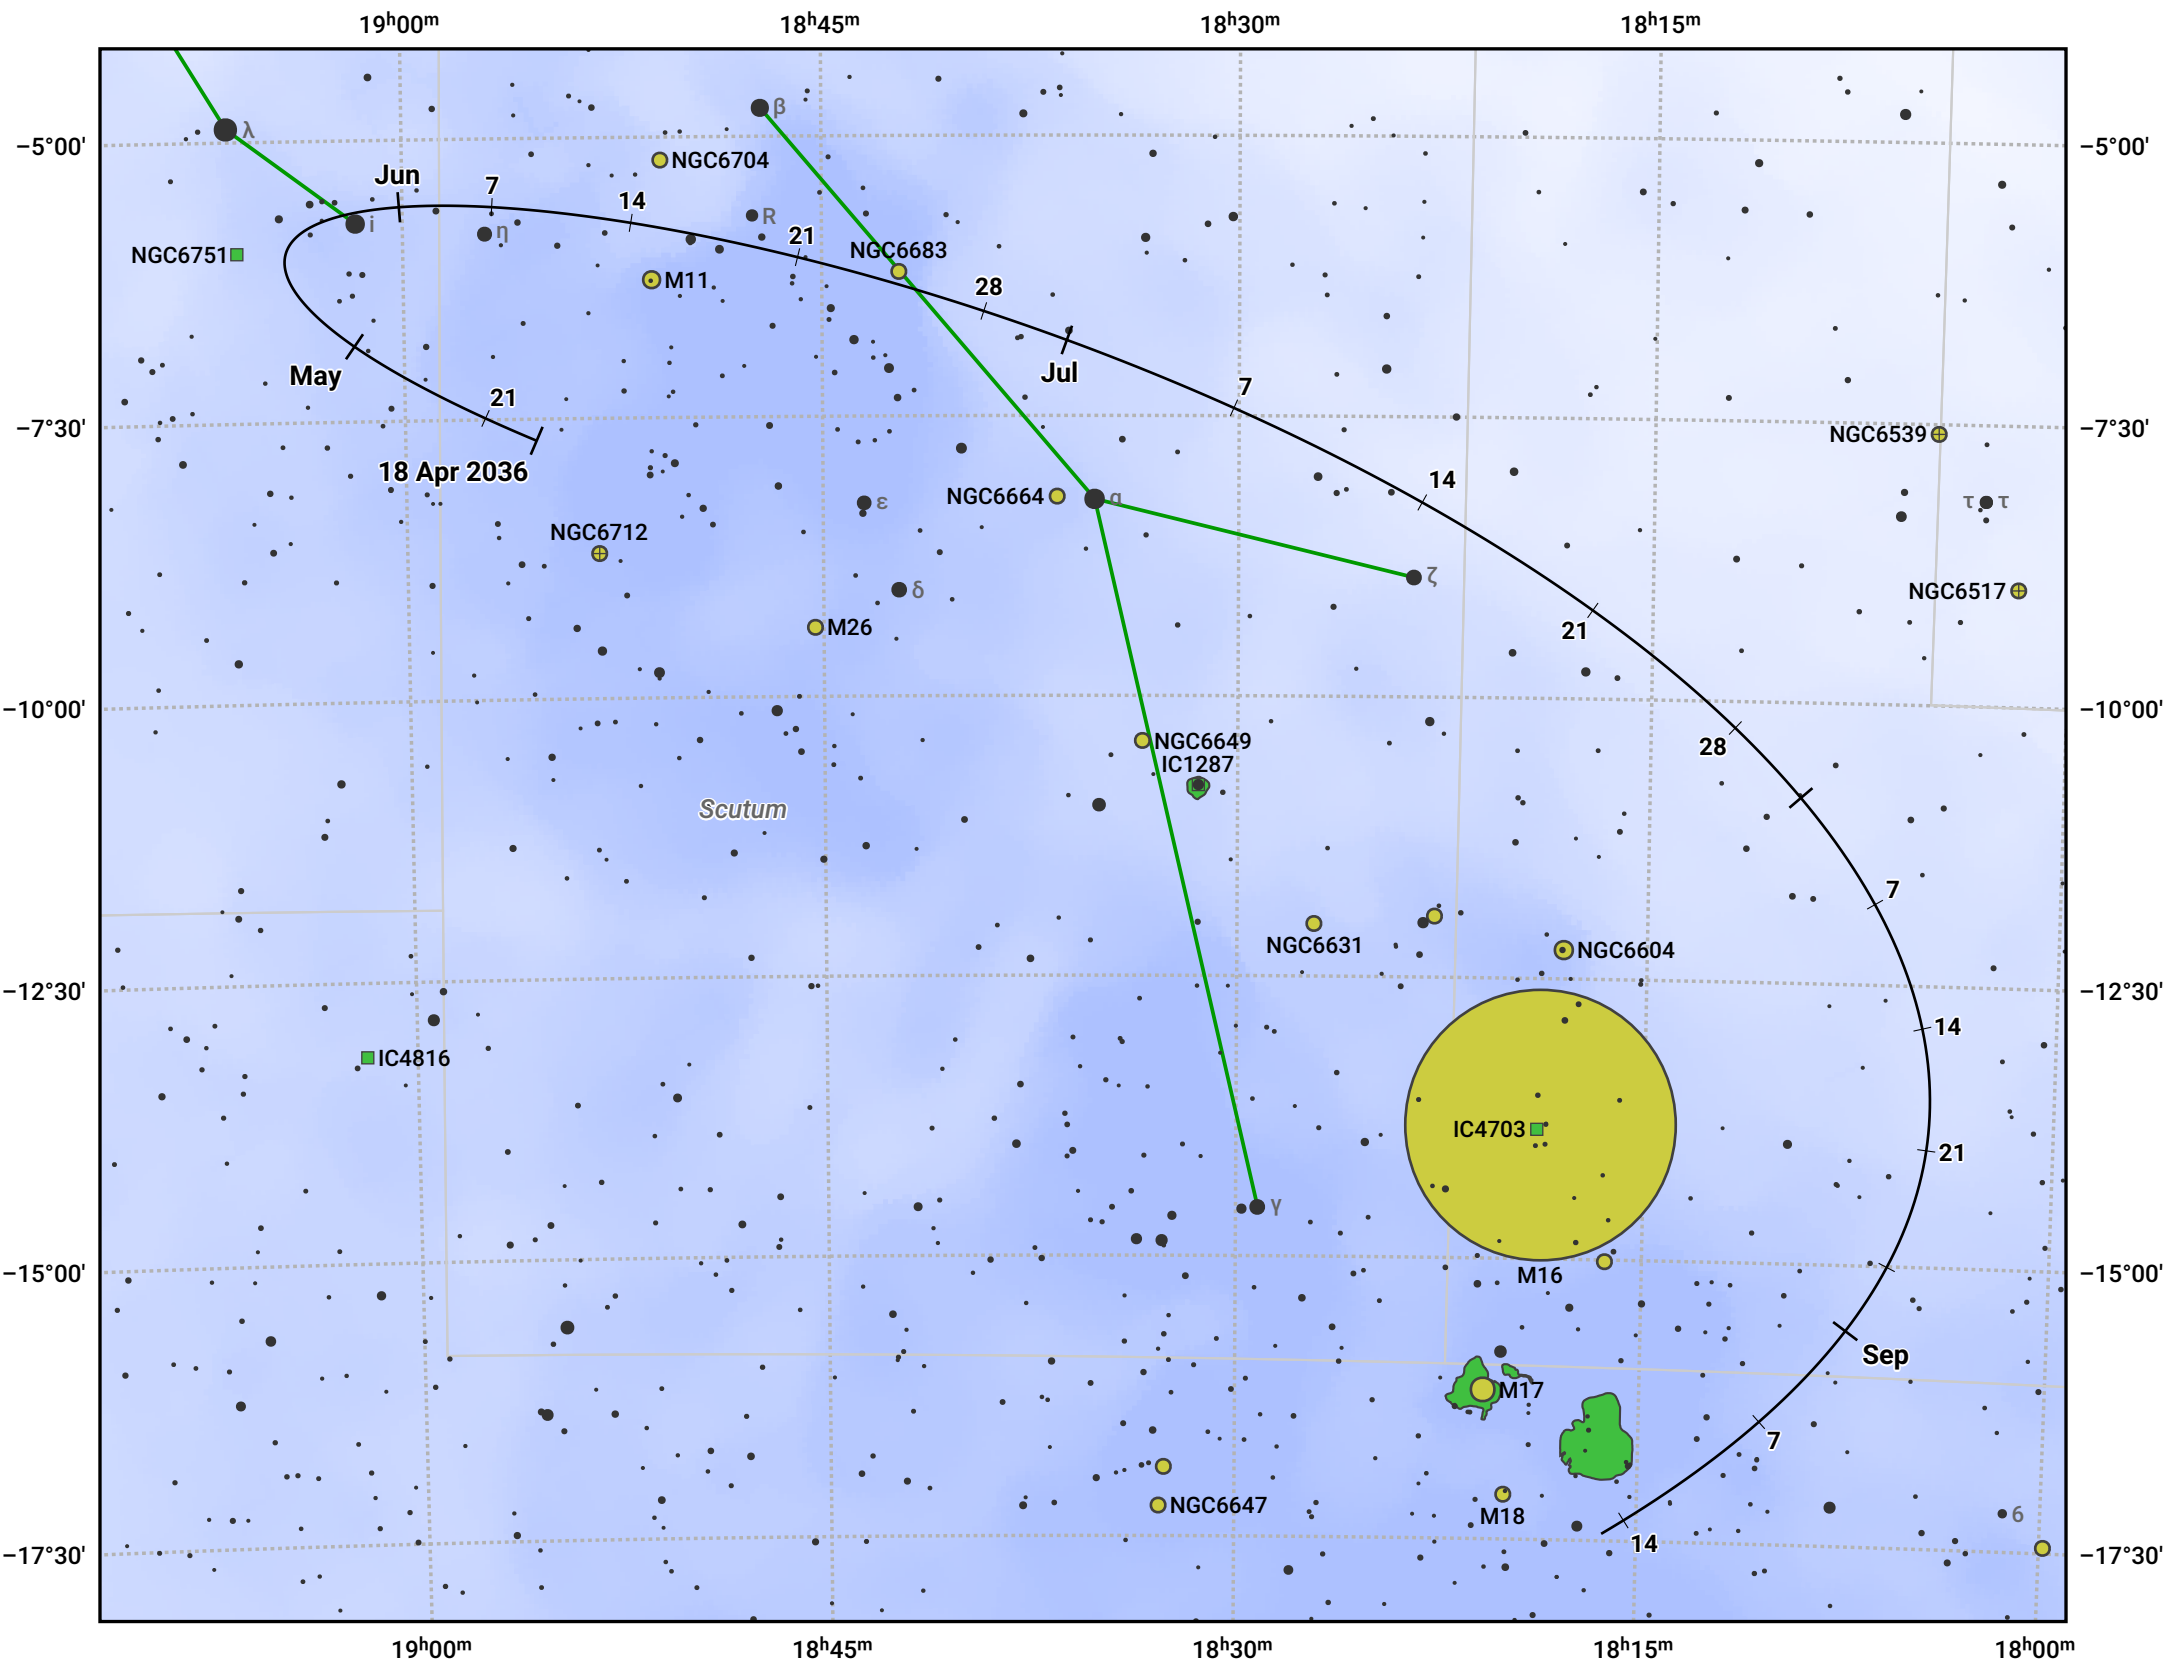 19ʰ00ᵐ 18ʰ45ᵐ 18ʰ30ᵐ 18ʰ15ᵐ
β
λ
−5°00' −5°00'
NGC6704
Jun 7
14
R
i η
21
NGC6683
NGC6751
M11
28
May Jul
7
21
−7°30' −7°30'
NGC6539
18 Apr 2036
14
NGC6664 α
ε
τ τ
NGC6712
ζ
δ
NGC6517
M26
21
−10°00' −10°00'
NGC6649
28
IC1287
Scutum
7
NGC6631
NGC6604
−12°30' −12°30'
14
IC4816
IC4703
21
γ
−15°00' −15°00'
M16
Sep
M17
7
NGC6647
M18
6
14
−17°30' −17°30'
19ʰ00ᵐ 18ʰ45ᵐ 18ʰ30ᵐ 18ʰ15ᵐ 18ʰ00ᵐ